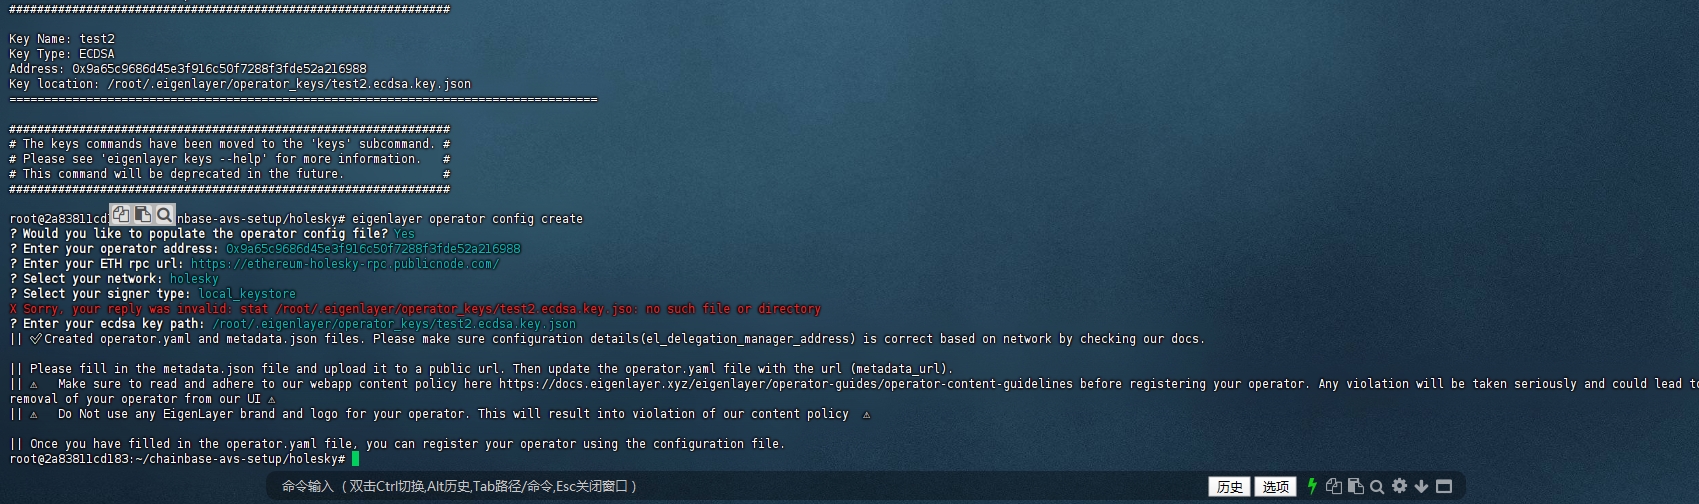 ###############################################################
Key Name: test2
Key Type: ECDSA
Address: 0x9a65c9686d45e3f916c50f7288f3fde52a216988
Key location: /root/.eigenlayer/operator_keys/test2.ecdsa.key.json
====================================================================================
###############################################################
# The keys commands have been moved to the 'keys' subcommand. #
# Please see 'eigenlayer keys --help' for more information.   #
# This command will be deprecated in the future.              #
###############################################################
root@2a83811cd nbase-avs-setup/holesky# eigenlayer operator config create
? Would you like to populate the operator config file? Yes
? Enter your operator address: 0x9a65c9686d45e3f916c50f7288f3fde52a216988
? Enter your ETH rpc url: https://ethereum-holesky-rpc.publicnode.com/
? Select your network: holesky
? Select your signer type: local_keystore
X Sorry, your reply was invalid: stat /root/.eigenlayer/operator_keys/test2.ecdsa.key.jso: no such file or directory
? Enter your ecdsa key path: /root/.eigenlayer/operator_keys/test2.ecdsa.key.json
|| ✅Created operator.yaml and metadata.json files. Please make sure configuration details(el_delegation_manager_address) is correct based on network by checking our docs.
|| Please fill in the metadata.json file and upload it to a public url. Then update the operator.yaml file with the url (metadata_url).
|| ⚠ Make sure to read and adhere to our webapp content policy here https://docs.eigenlayer.xyz/eigenlayer/operator-guides/operator-content-guidelines before registering your operator. Any violation will be taken seriously and could lead to
removal of your operator from our UI ⚠
|| ⚠ Do Not use any EigenLayer brand and logo for your operator. This will result into violation of our content policy ⚠
|| Once you have filled in the operator.yaml file, you can register your operator using the configuration file.
root@2a83811cd183:~/chainbase-avs-setup/holesky#
命令输入（双击Ctrl切换,Alt历史,Tab路径/命令,Esc关闭窗口） 历史 选项